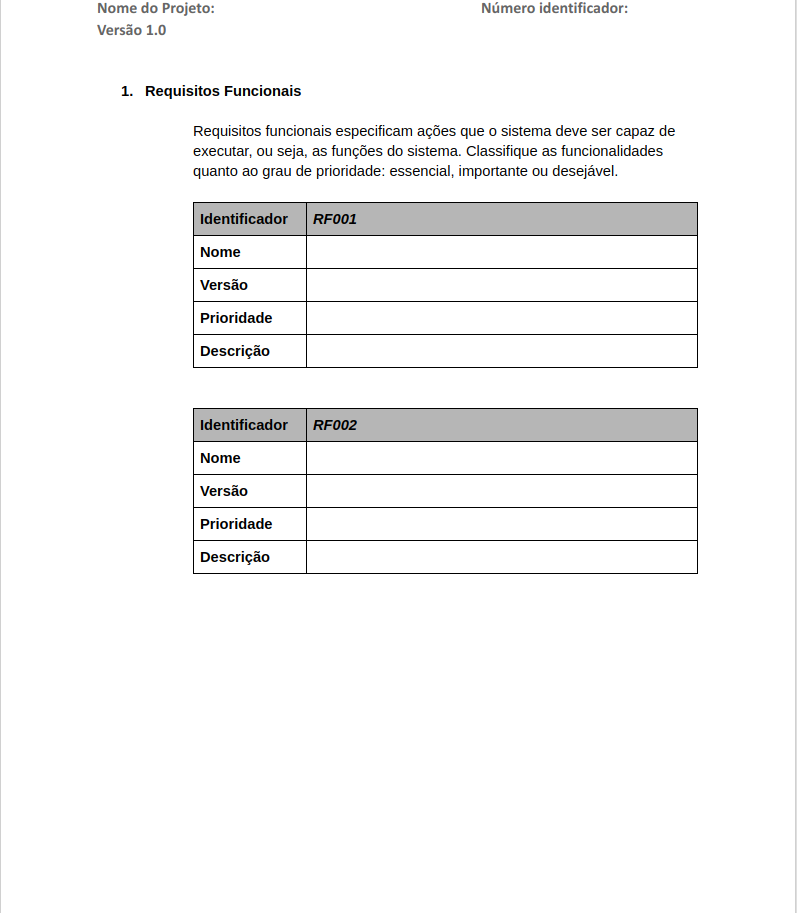 Nome do Projeto: Número identificador:
Versão 1.0
1. Requisitos Funcionais
Requisitos funcionais especificam ações que o sistema deve ser capaz de
executar, ou seja, as funções do sistema. Classifique as funcionalidades
quanto ao grau de prioridade: essencial, importante ou desejável.
Identificador RF001
Nome
Versão
Prioridade
Descrição
Identificador RF002
Nome
Versão
Prioridade
Descrição